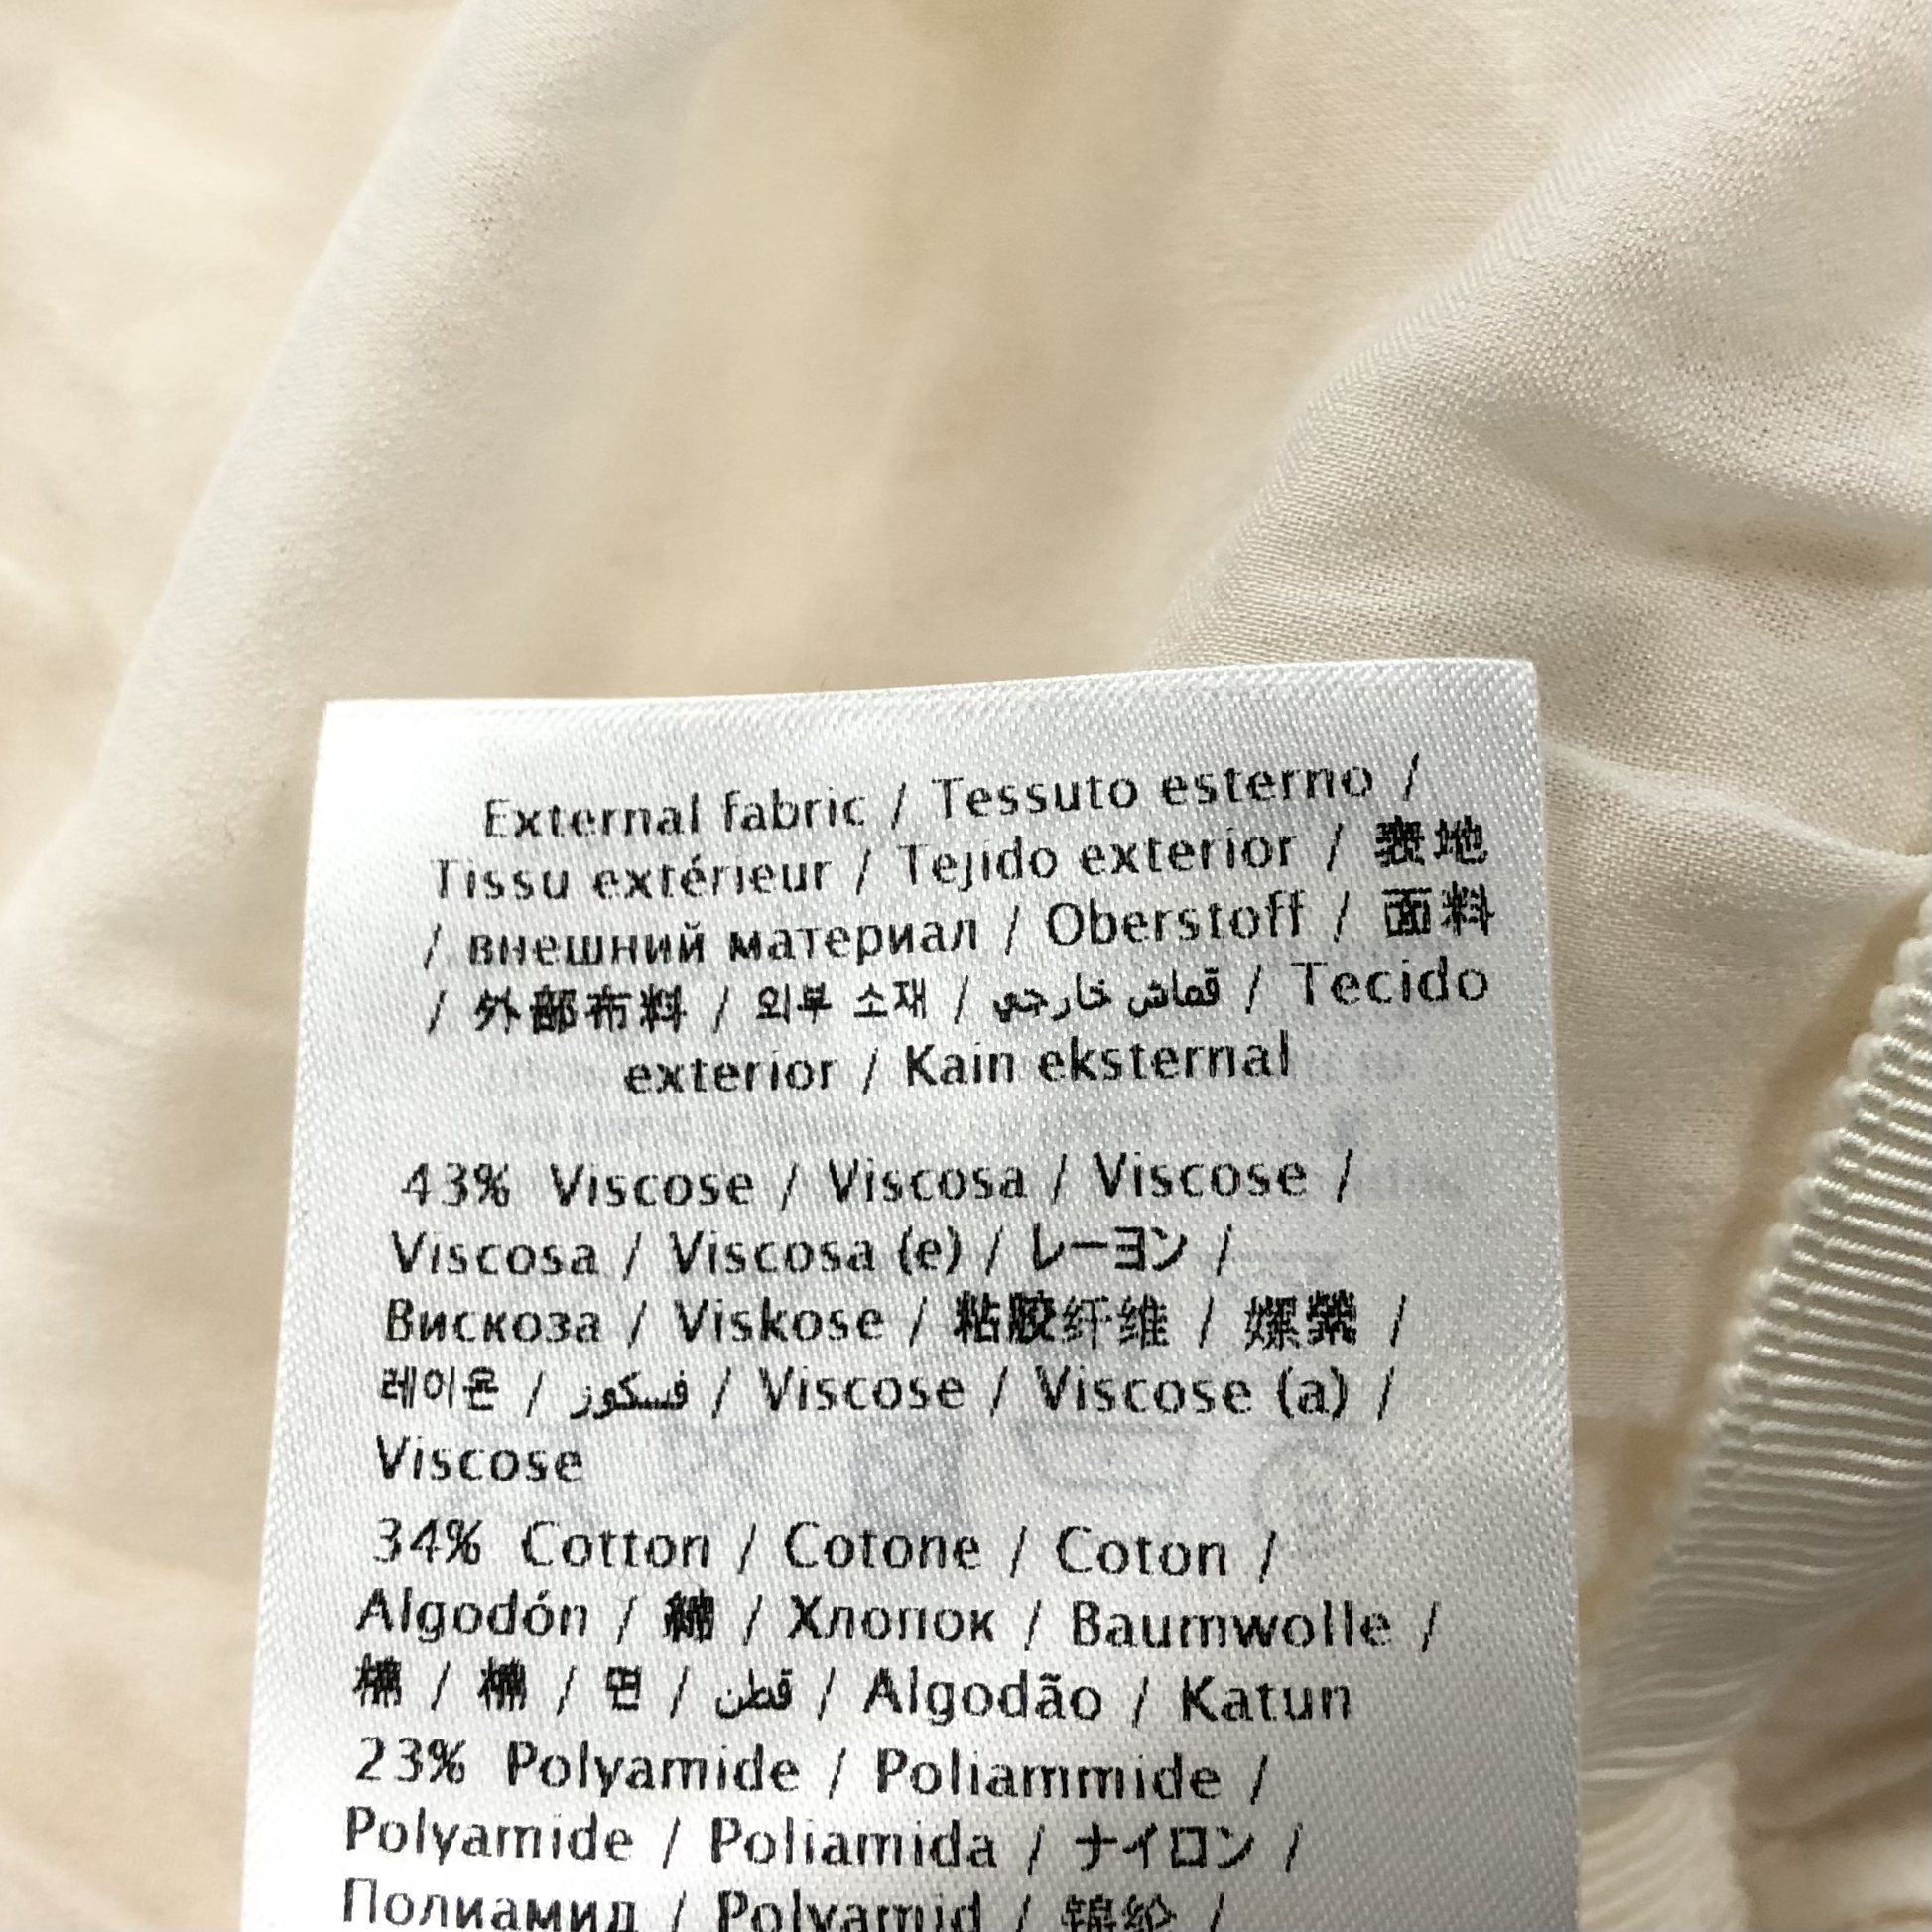 External fabric / Tessuto esterno /
Tissu extérieur / Tejido exterior / 表地
/ внешний материал / Oberstoff / 面料
/ 外部布料 / 외부 소재 / قماش خارجي / Tecido
exterior / Kain eksternal
43% Viscose / Viscosa / Viscose /
Viscosa / Viscosa (e) / レーヨン /
Вискоза / Viskose / 粘胶纤维 / 嫘縈 /
레이온 / فسكوز / Viscose / Viscose (a) /
Viscose
34% Cotton / Cotone / Coton /
Algodón / 綿 / Хлопок / Baumwolle /
棉 / 棉 / 면 / قطن / Algodão / Katun
23% Polyamide / Poliammide /
Polyamide / Poliamida / ナイロン /
Полиамид / Polyamid / 锦纶 /